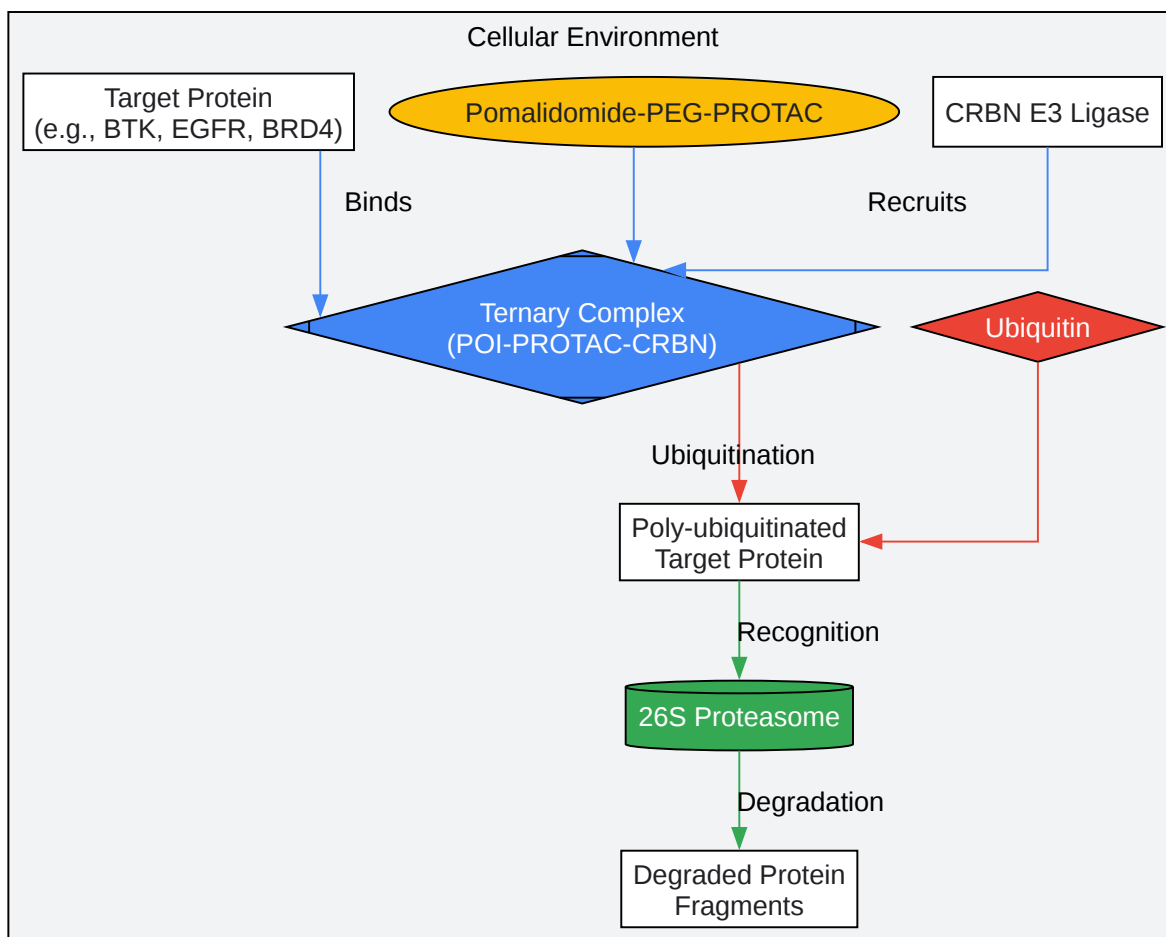 Cellular Environment
Target Protein
(e.g., BTK, EGFR, BRD4)
Pomalidomide-PEG-PROTAC
CRBN E3 Ligase
Binds
Recruits
Ternary Complex
(POI-PROTAC-CRBN)
Ubiquitin
Ubiquitination
Poly-ubiquitinated
Target Protein
Recognition
26S Proteasome
Degradation
Degraded Protein
Fragments